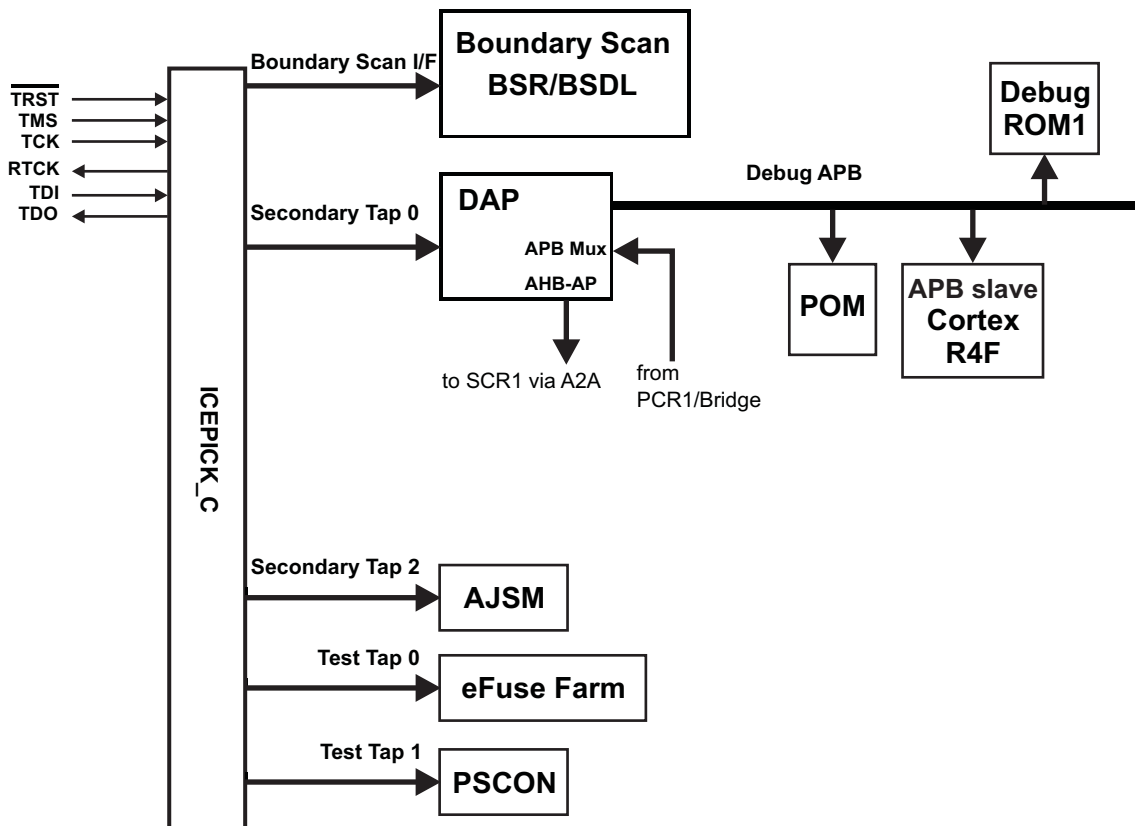 Boundary Scan I/F
Boundary Scan
BSR/BSDL
TRST
TMS
TCK
RTCK
TDI
TDO
Debug
ROM1
Debug APB
Secondary Tap 0
DAP
APB Mux
AHB-AP
POM
APB slave
Cortex
R4F
to SCR1 via A2A
from
PCR1/Bridge
ICEPICK_C
Secondary Tap 2
AJSM
Test Tap 0
eFuse Farm
Test Tap 1
PSCON